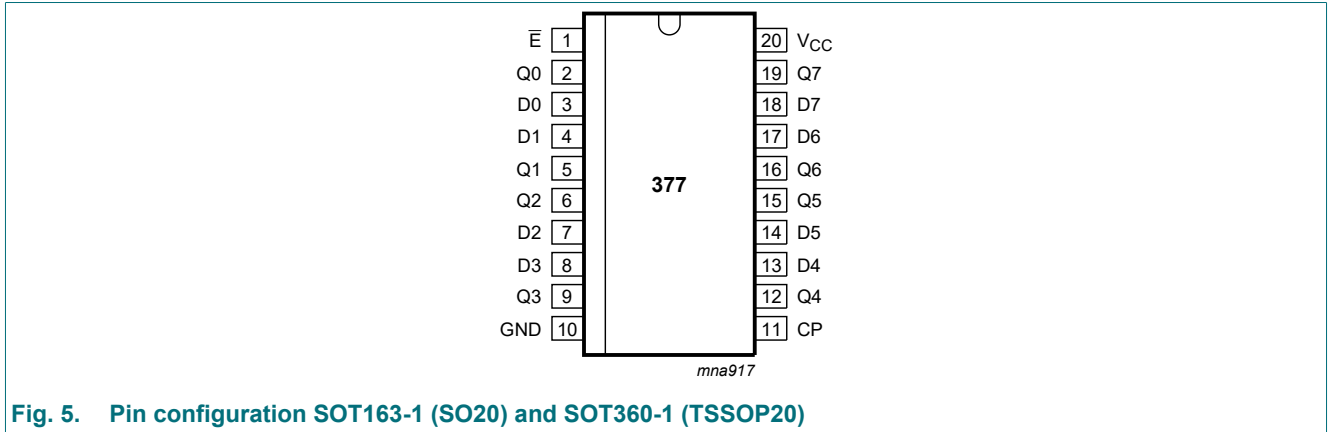 E̅ 1 20 VCC
Q0 2 19 Q7
D0 3 18 D7
D1 4 17 D6
Q1 5 16 Q6
377
Q2 6 15 Q5
D2 7 14 D5
D3 8 13 D4
Q3 9 12 Q4
GND 10 11 CP
mna917
Fig. 5. Pin configuration SOT163-1 (SO20) and SOT360-1 (TSSOP20)